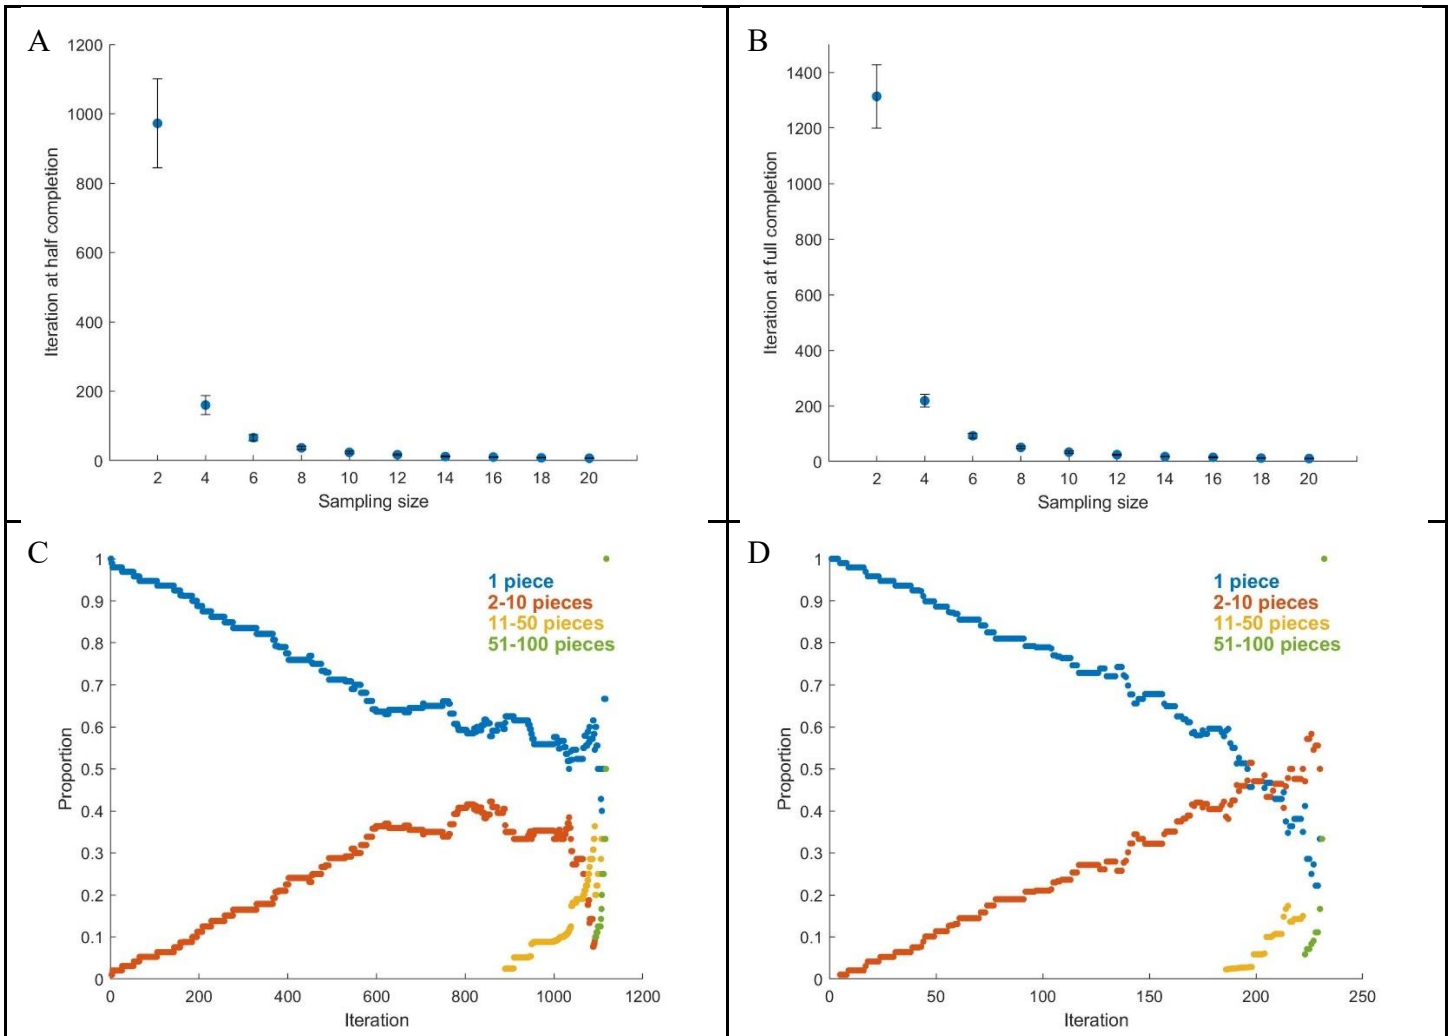 A
1200
1000
800
600
400
200
0
Iteration at half completion
2 4 6 8 10 12 14 16 18 20
Sampling size
B
1400
1200
1000
800
600
400
200
0
Iteration at full completion
2 4 6 8 10 12 14 16 18 20
Sampling size
C
1
0.9
0.8
0.7
0.6
0.5
0.4
0.3
0.2
0.1
0
Proportion
1 piece
2-10 pieces
11-50 pieces
51-100 pieces
0 200 400 600 800 1000 1200
Iteration
D
1
0.9
0.8
0.7
0.6
0.5
0.4
0.3
0.2
0.1
0
Proportion
1 piece
2-10 pieces
11-50 pieces
51-100 pieces
0 50 100 150 200 250
Iteration